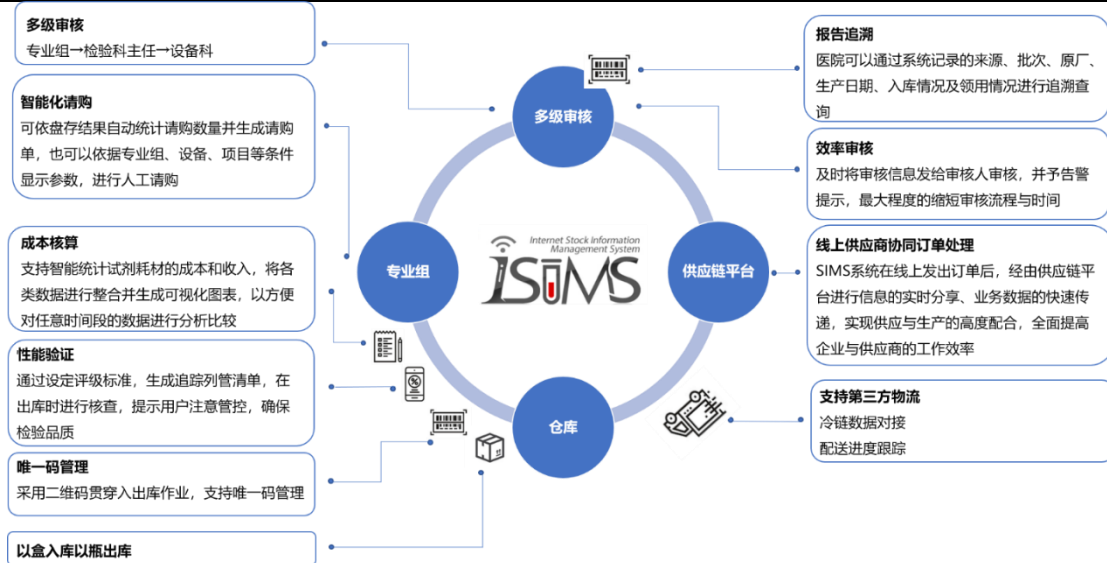 多级审核
专业组→检验科主任→设备科
智能化请购
可依盘存结果自动统计请购数量并生成请购
单，也可以依据专业组、设备、项目等条件
显示参数，进行人工请购
成本核算
支持智能统计试剂耗材的成本和收入，将各
类数据进行整合并生成可视化图表，以方便
对任意时间段的数据进行分析比较
性能验证
通过设定评级标准，生成追踪列管清单，在
出库时进行核查，提示用户注意管控，确保
检验品质
唯一码管理
采用二维码贯穿入出库作业，支持唯一码管理
以盒入库以瓶出库
多级审核
专业组
Internet Stock Information
Management System
iSIMS
供应链平台
仓库
报告追溯
医院可以通过系统记录的来源、批次、原厂、
生产日期、入库情况及领用情况进行追溯查
询
效率审核
及时将审核信息发给审核人审核，并予告警
提示，最大程度的缩短审核流程与时间
线上供应商协同订单处理
SIMS系统在线上发出订单后，经由供应链平
台进行信息的实时分享、业务数据的快速传
递，实现供应与生产的高度配合，全面提高
企业与供应商的工作效率
支持第三方物流
冷链数据对接
配送进度跟踪